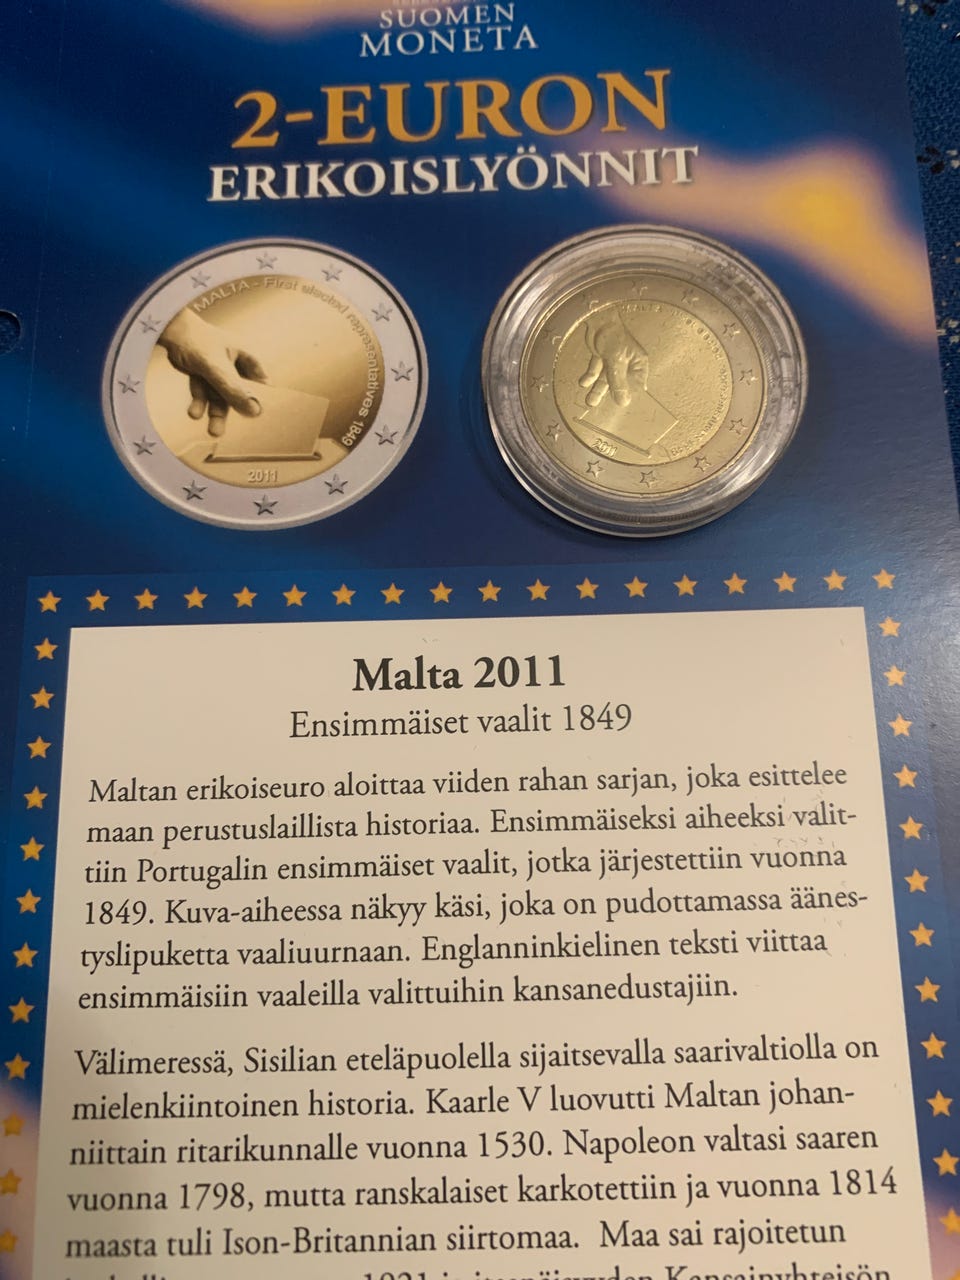 SUOMEN
MONETA
2-EURON
ERIKOISLYÖNNIT
MALTA - First elected representatives 1849
2011
MALTA
2011
Malta 2011
Ensimmäiset vaalit 1849
Maltan erikoiseuro aloittaa viiden rahan sarjan, joka esittelee
maan perustuslaillista historiaa. Ensimmäiseksi aiheeksi valit-
tiin Portugalin ensimmäiset vaalit, jotka järjestettiin vuonna
1849. Kuva-aiheessa näkyy käsi, joka on pudottamassa äänes-
tyslipuketta vaaliuurnaan. Englanninkielinen teksti viittaa
ensimmäisiin vaaleilla valittuihin kansanedustajiin.
Välimeressä, Sisilian eteläpuolella sijaitsevalla saarivaltiolla on
mielenkiintoinen historia. Kaarle V luovutti Maltan johan-
niittain ritarikunnalle vuonna 1530. Napoleon valtasi saaren
vuonna 1798, mutta ranskalaiset karkotettiin ja vuonna 1814
maasta tuli Ison-Britannian siirtomaa. Maa sai rajoitetun
1921 Kansainyhteisön